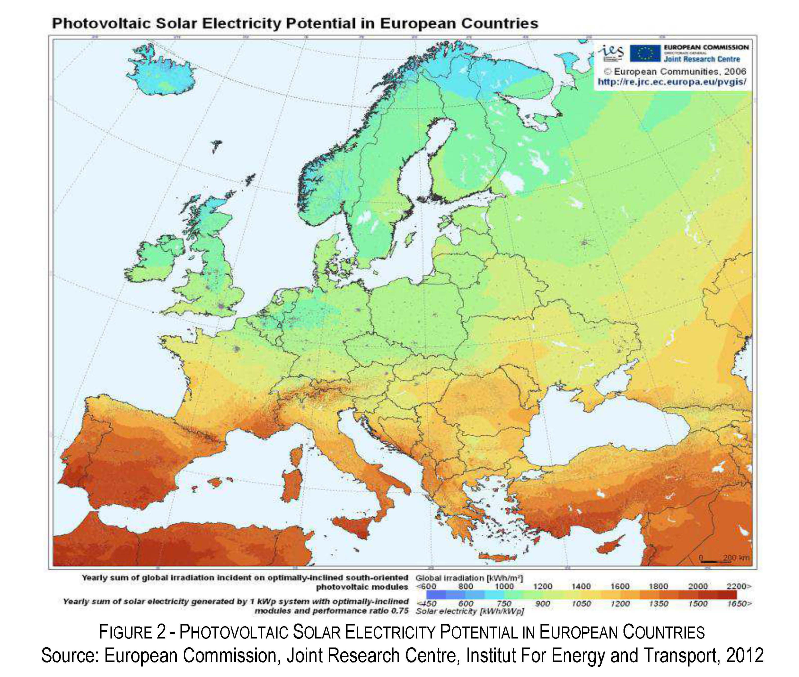 Photovoltaic Solar Electricity Potential in European Countries
ies
EUROPEAN COMMISSION
DIRECTORATE-GENERAL
Joint Research Centre
© European Communities, 2006
http://re.jrc.ec.europa.eu/pvgis/
0 200 km
Yearly sum of global irradiation incident on optimally-inclined south-oriented
photovoltaic modules
Global irradiation [kWh/m²]
<600 800 1000 1200 1400 1600 1800 2000 2200>
Yearly sum of solar electricity generated by 1 kWp system with optimally-inclined
modules and performance ratio 0.75
<450 600 750 900 1050 1200 1350 1500 1650>
Solar electricity [kWh/kWp]
FIGURE 2 - PHOTOVOLTAIC SOLAR ELECTRICITY POTENTIAL IN EUROPEAN COUNTRIES
Source: European Commission, Joint Research Centre, Institut For Energy and Transport, 2012